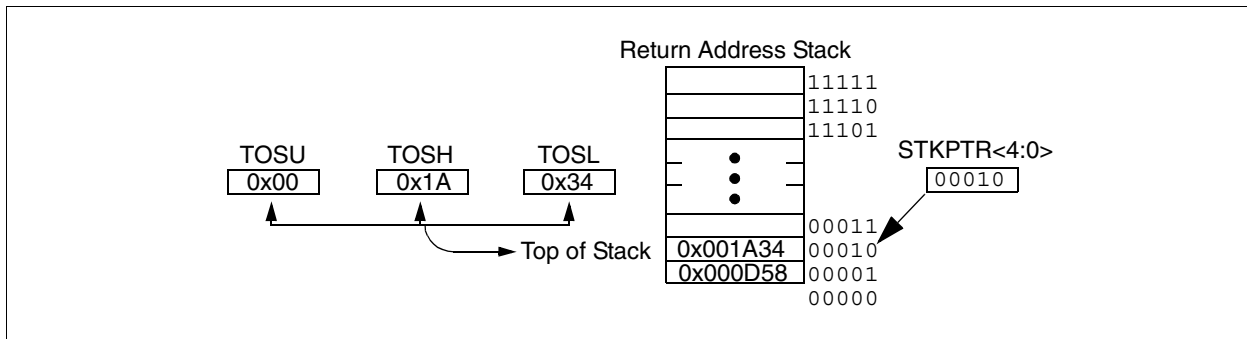 Return Address Stack
11111
11110
11101
TOSU TOSH TOSL STKPTR<4:0>
0x00 0x1A 0x34 00010
00011
Top of Stack 0x001A34 00010
0x000D58 00001
00000